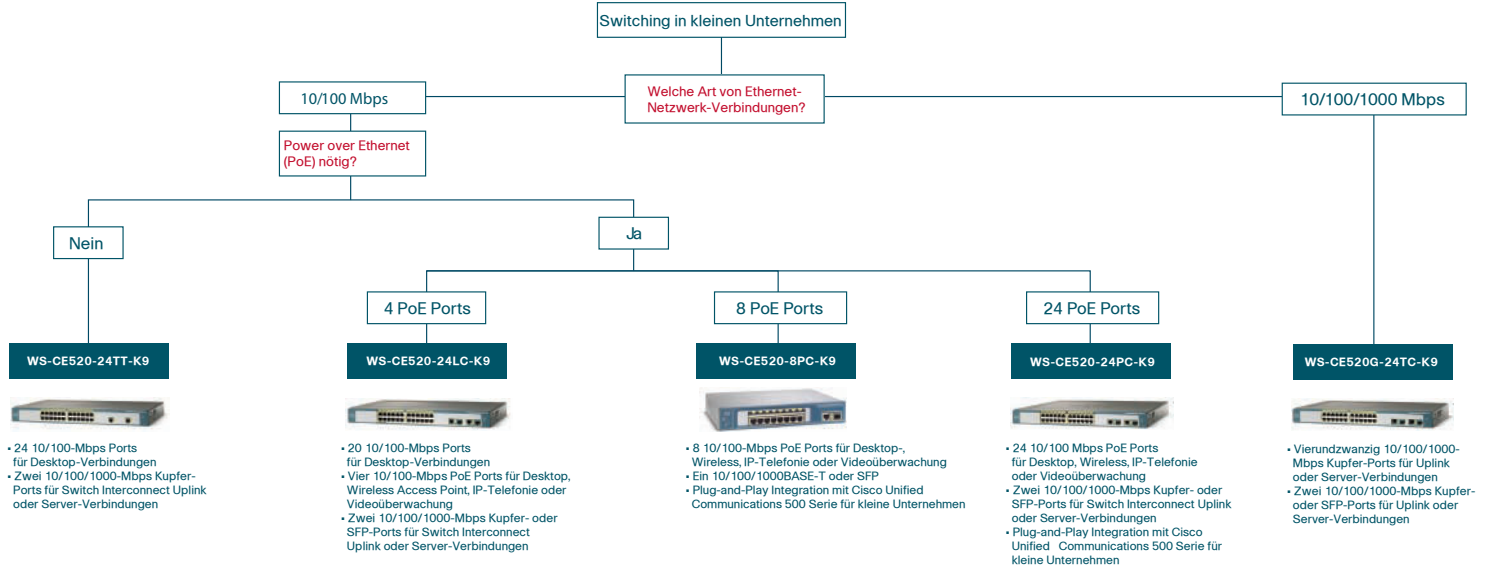 Switching in kleinen Unternehmen
Welche Art von Ethernet-
Netzwerk-Verbindungen?
10/100 Mbps
10/100/1000 Mbps
Power over Ethernet
(PoE) nötig?
Nein
Ja
4 PoE Ports
8 PoE Ports
24 PoE Ports
WS-CE520-24TT-K9
WS-CE520-24LC-K9
WS-CE520-8PC-K9
WS-CE520-24PC-K9
WS-CE520G-24TC-K9
▪ 24 10/100-Mbps Ports
für Desktop-Verbindungen
▪ Zwei 10/100/1000-Mbps Kupfer-
Ports für Switch Interconnect Uplink
oder Server-Verbindungen
▪ 20 10/100-Mbps Ports
für Desktop-Verbindungen
▪ Vier 10/100-Mbps PoE Ports für Desktop,
Wireless Access Point, IP-Telefonie oder
Videoüberwachung
▪ Zwei 10/100/1000-Mbps Kupfer- oder
SFP-Ports für Switch Interconnect
Uplink oder Server-Verbindungen
▪ 8 10/100-Mbps PoE Ports für Desktop-,
Wireless, IP-Telefonie oder Videoüberwachung
▪ Ein 10/100/1000BASE-T oder SFP
▪ Plug-and-Play Integration mit Cisco Unified
Communications 500 Serie für kleine Unternehmen
▪ 24 10/100 Mbps PoE Ports
für Desktop, Wireless, IP-Telefonie
oder Videoüberwachung
▪ Zwei 10/100/1000-Mbps Kupfer- oder
SFP-Ports für Switch Interconnect Uplink
oder Server-Verbindungen
▪ Plug-and-Play Integration mit Cisco
Unified Communications 500 Serie für
kleine Unternehmen
▪ Vierundzwanzig 10/100/1000-
Mbps Kupfer-Ports für Uplink
oder Server-Verbindungen
▪ Zwei 10/100/1000-Mbps Kupfer-
oder SFP-Ports für Uplink oder
Server-Verbindungen